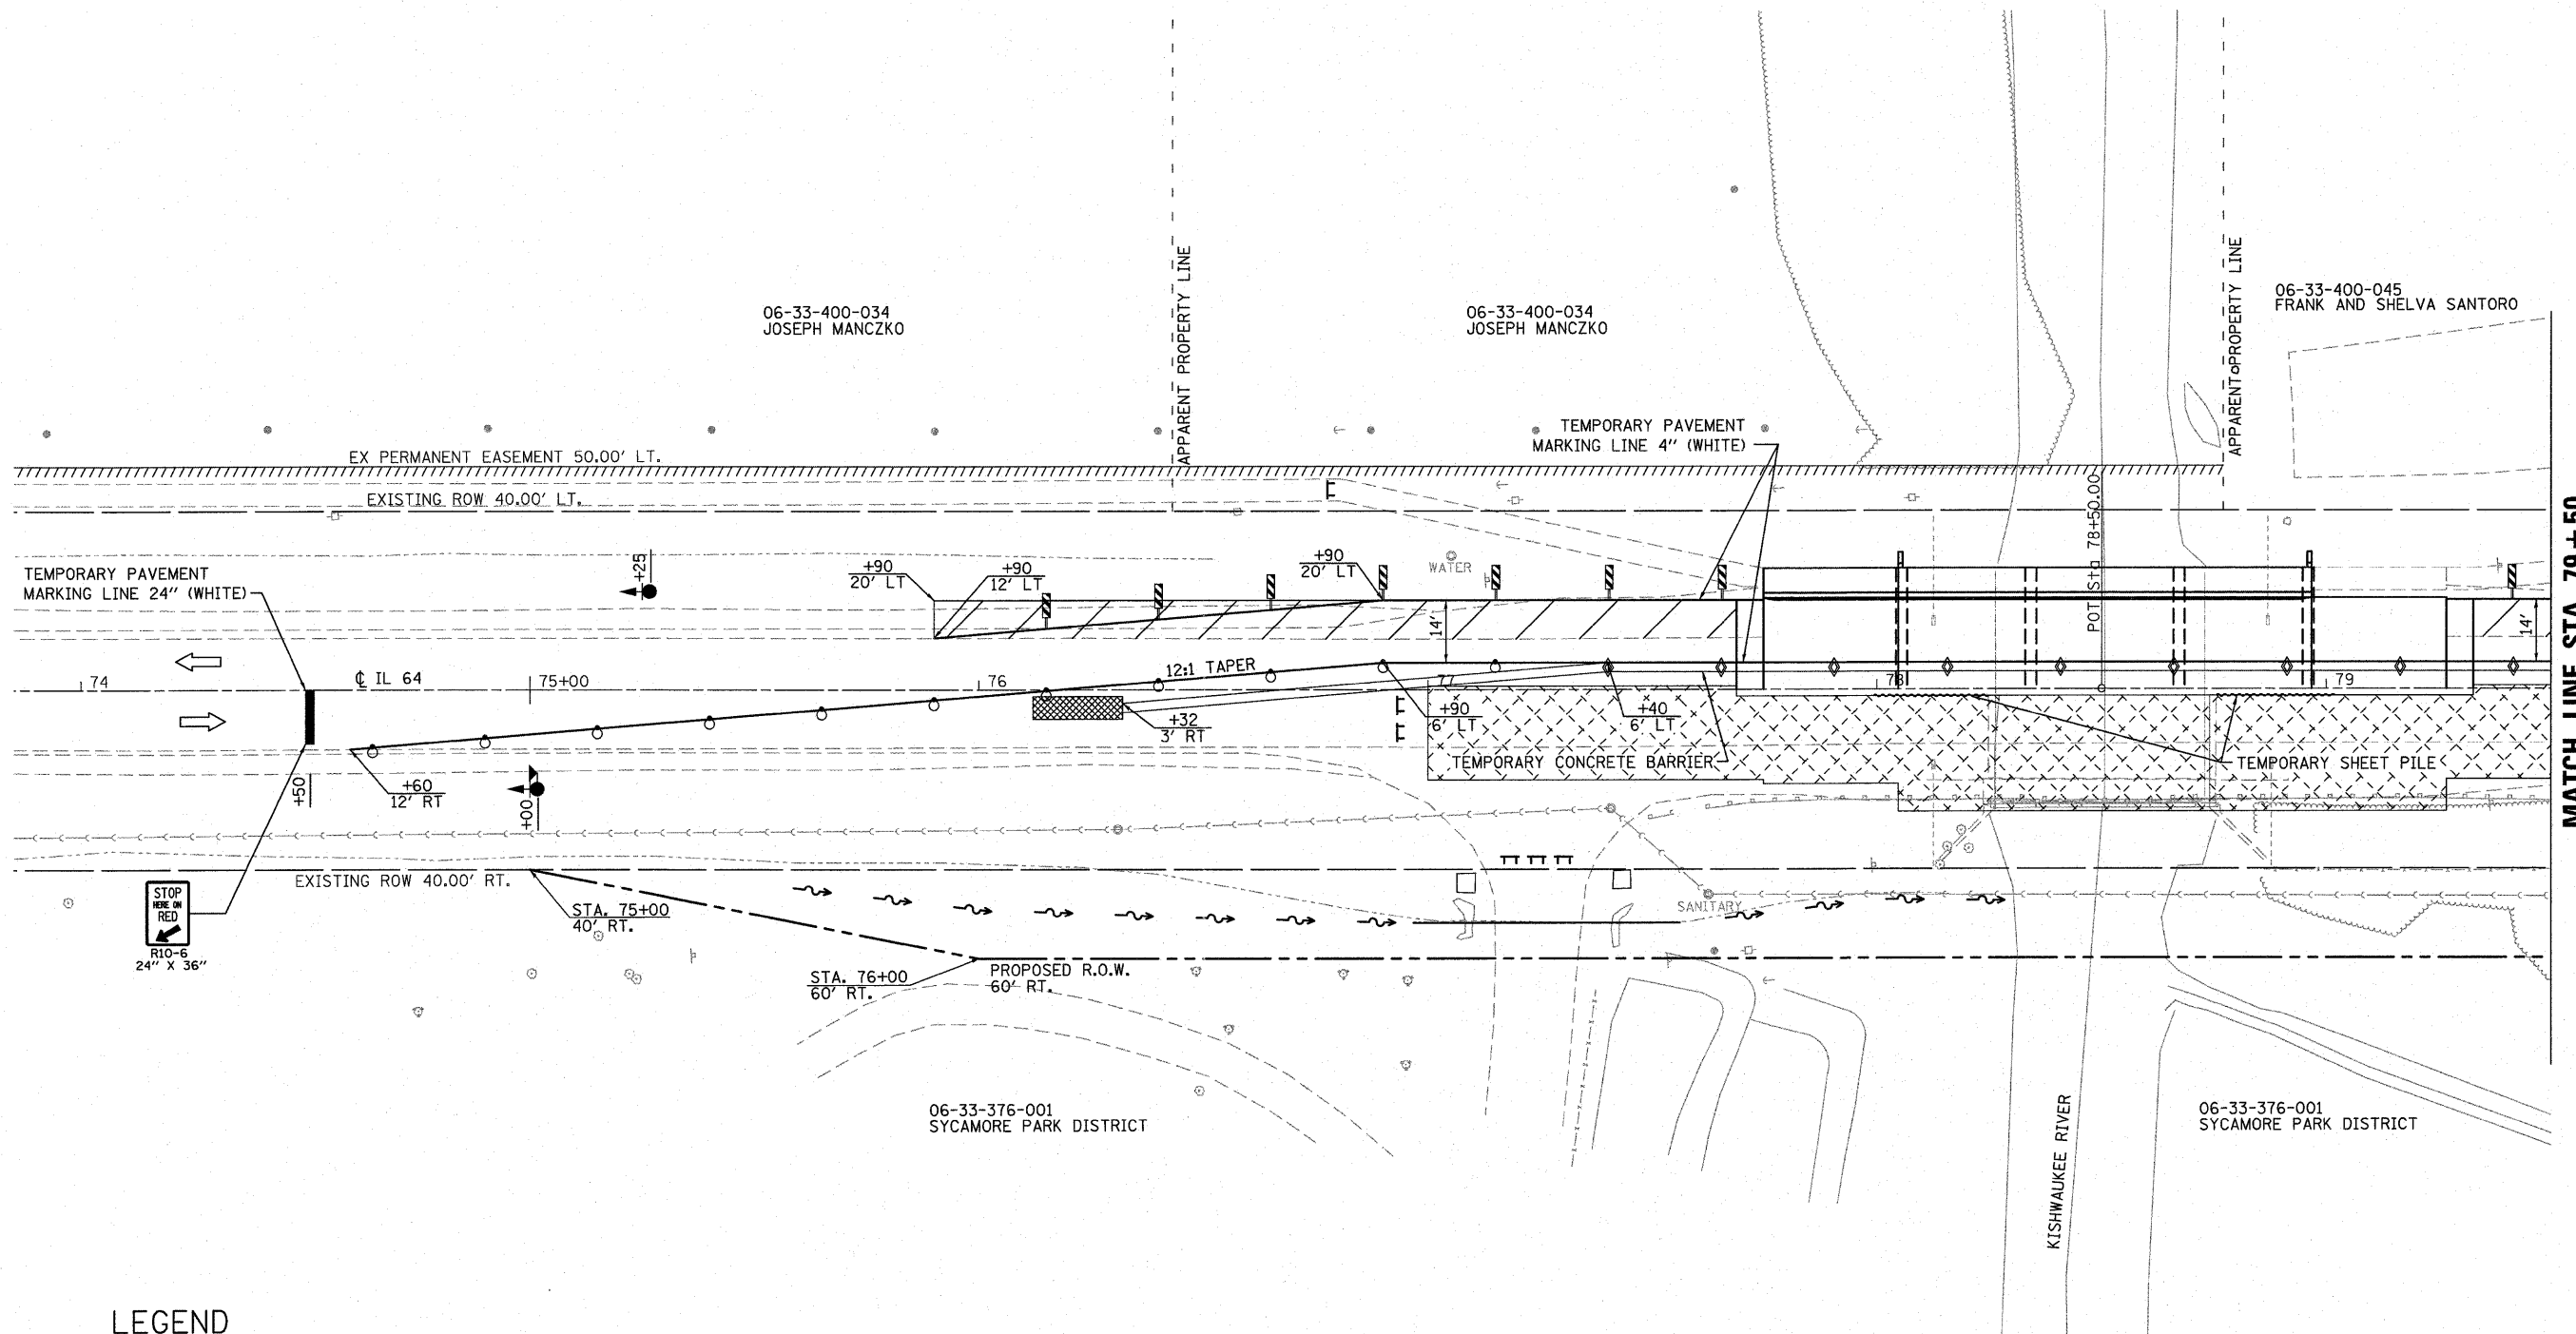 06-33-400-034
JOSEPH MANCZKO
APPARENT PROPERTY LINE
06-33-400-034
JOSEPH MANCZKO
APPARENT PROPERTY LINE
06-33-400-045
FRANK AND SHELVA SANTORO
TEMPORARY PAVEMENT
MARKING LINE 4" (WHITE)
EX PERMANENT EASEMENT 50.00' LT.
EXISTING ROW 40.00' LT.
POT Sta 78+50.00
MATCH LINE STA. 79+50
TEMPORARY PAVEMENT
MARKING LINE 24" (WHITE)
+25
+90
20' LT
+90
12' LT
+90
20' LT
WATER
14'
14'
74
℄ IL 64
75+00
76
12:1 TAPER
77
78
79
+32
3' RT
+90
6' LT
+40
6' LT
TEMPORARY CONCRETE BARRIER
TEMPORARY SHEET PILE
+50
+60
12' RT
+00
EXISTING ROW 40.00' RT.
STOP
HERE ON
RED
R10-6
24" X 36"
STA. 75+00
40' RT.
SANITARY
STA. 76+00
60' RT.
PROPOSED R.O.W.
60' RT.
06-33-376-001
SYCAMORE PARK DISTRICT
KISHWAUKEE RIVER
06-33-376-001
SYCAMORE PARK DISTRICT
LEGEND